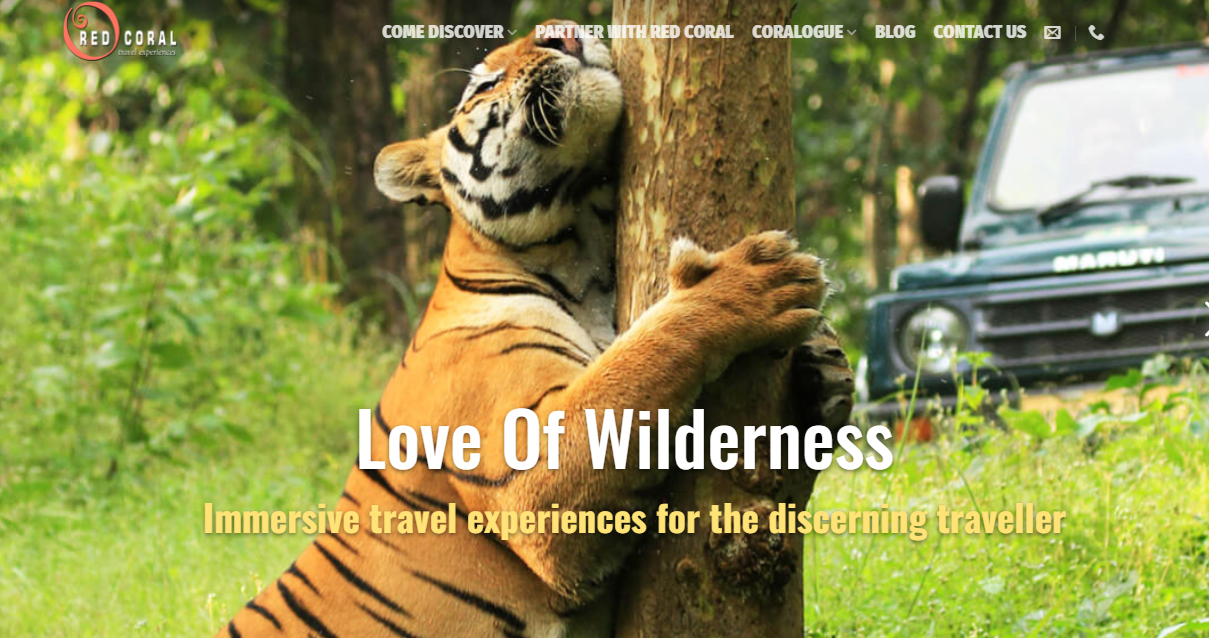 RED CORAL
travel experiences
COME DISCOVER
PARTNER WITH RED CORAL
CORALOGUE
BLOG
CONTACT US
MARUTI
Love Of Wilderness
Immersive travel experiences for the discerning traveller